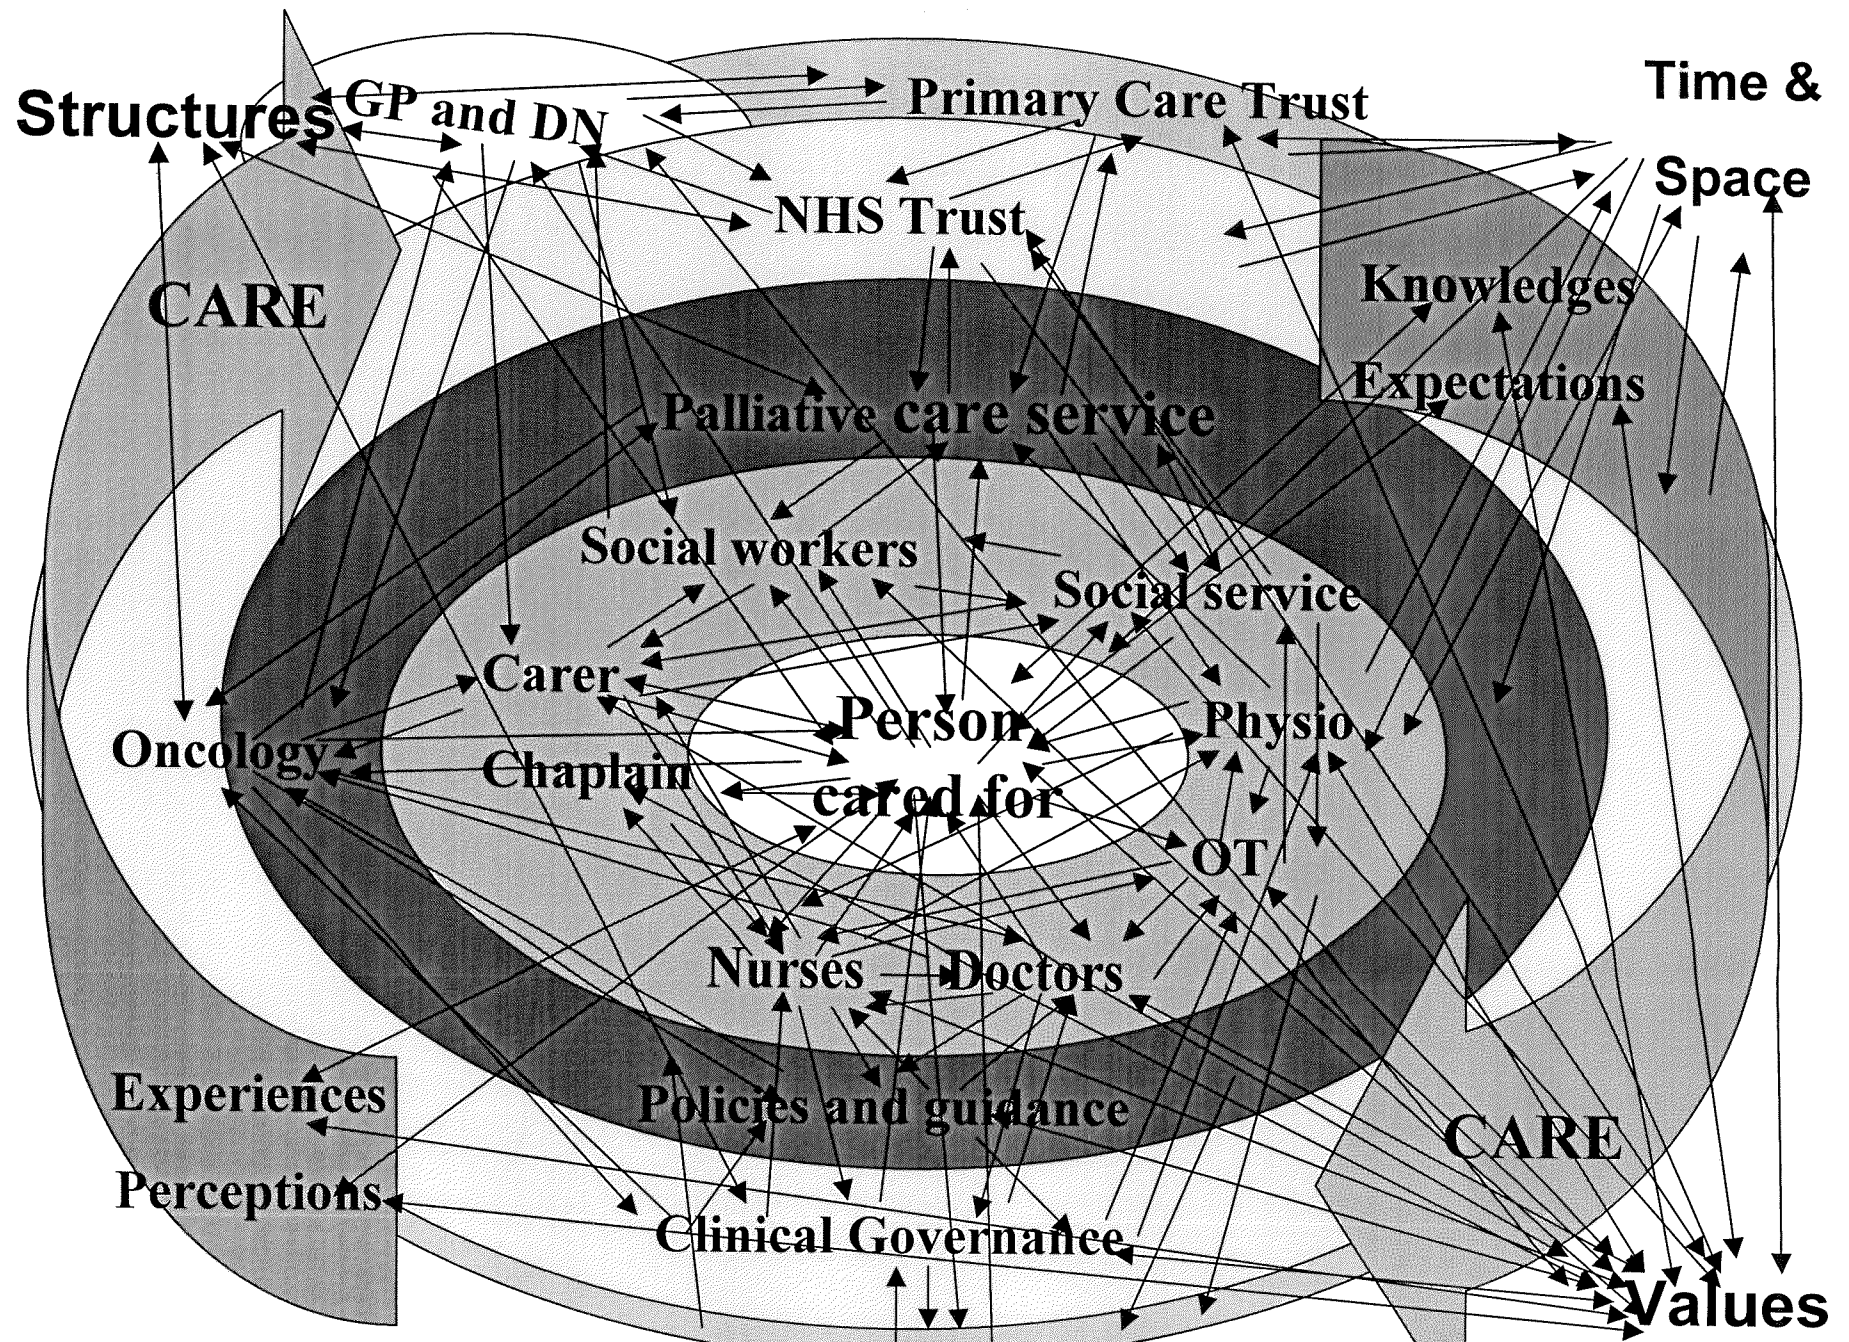 Structures
GP and DN
Primary Care Trust
Time &
Space
NHS Trust
CARE
Knowledges
Expectations
Palliative care service
Social workers
Social service
Carer
Person
cared for
Physio
Oncology
Chaplain
OT
Nurses
Doctors
Experiences
Policies and guidance
CARE
Perceptions
Clinical Governance
Values